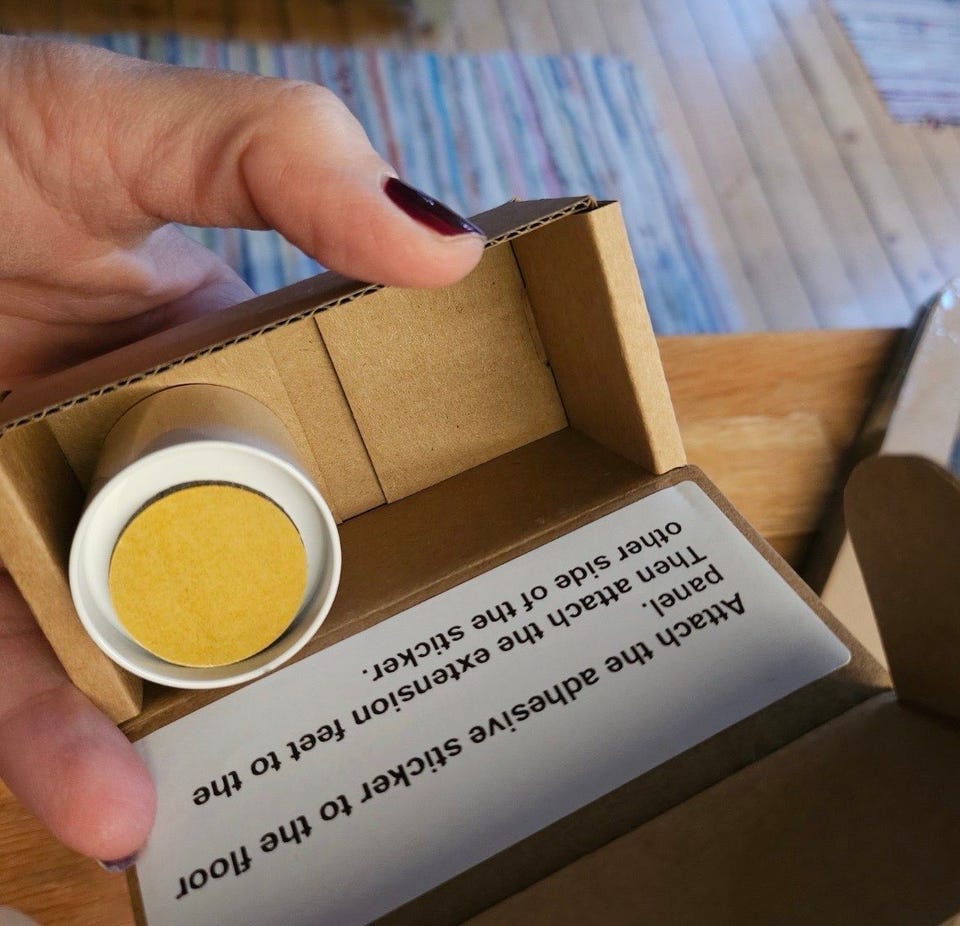 Attach the adhesive sticker to the floor
panel.
Then attach the extension feet to the
other side of the sticker.